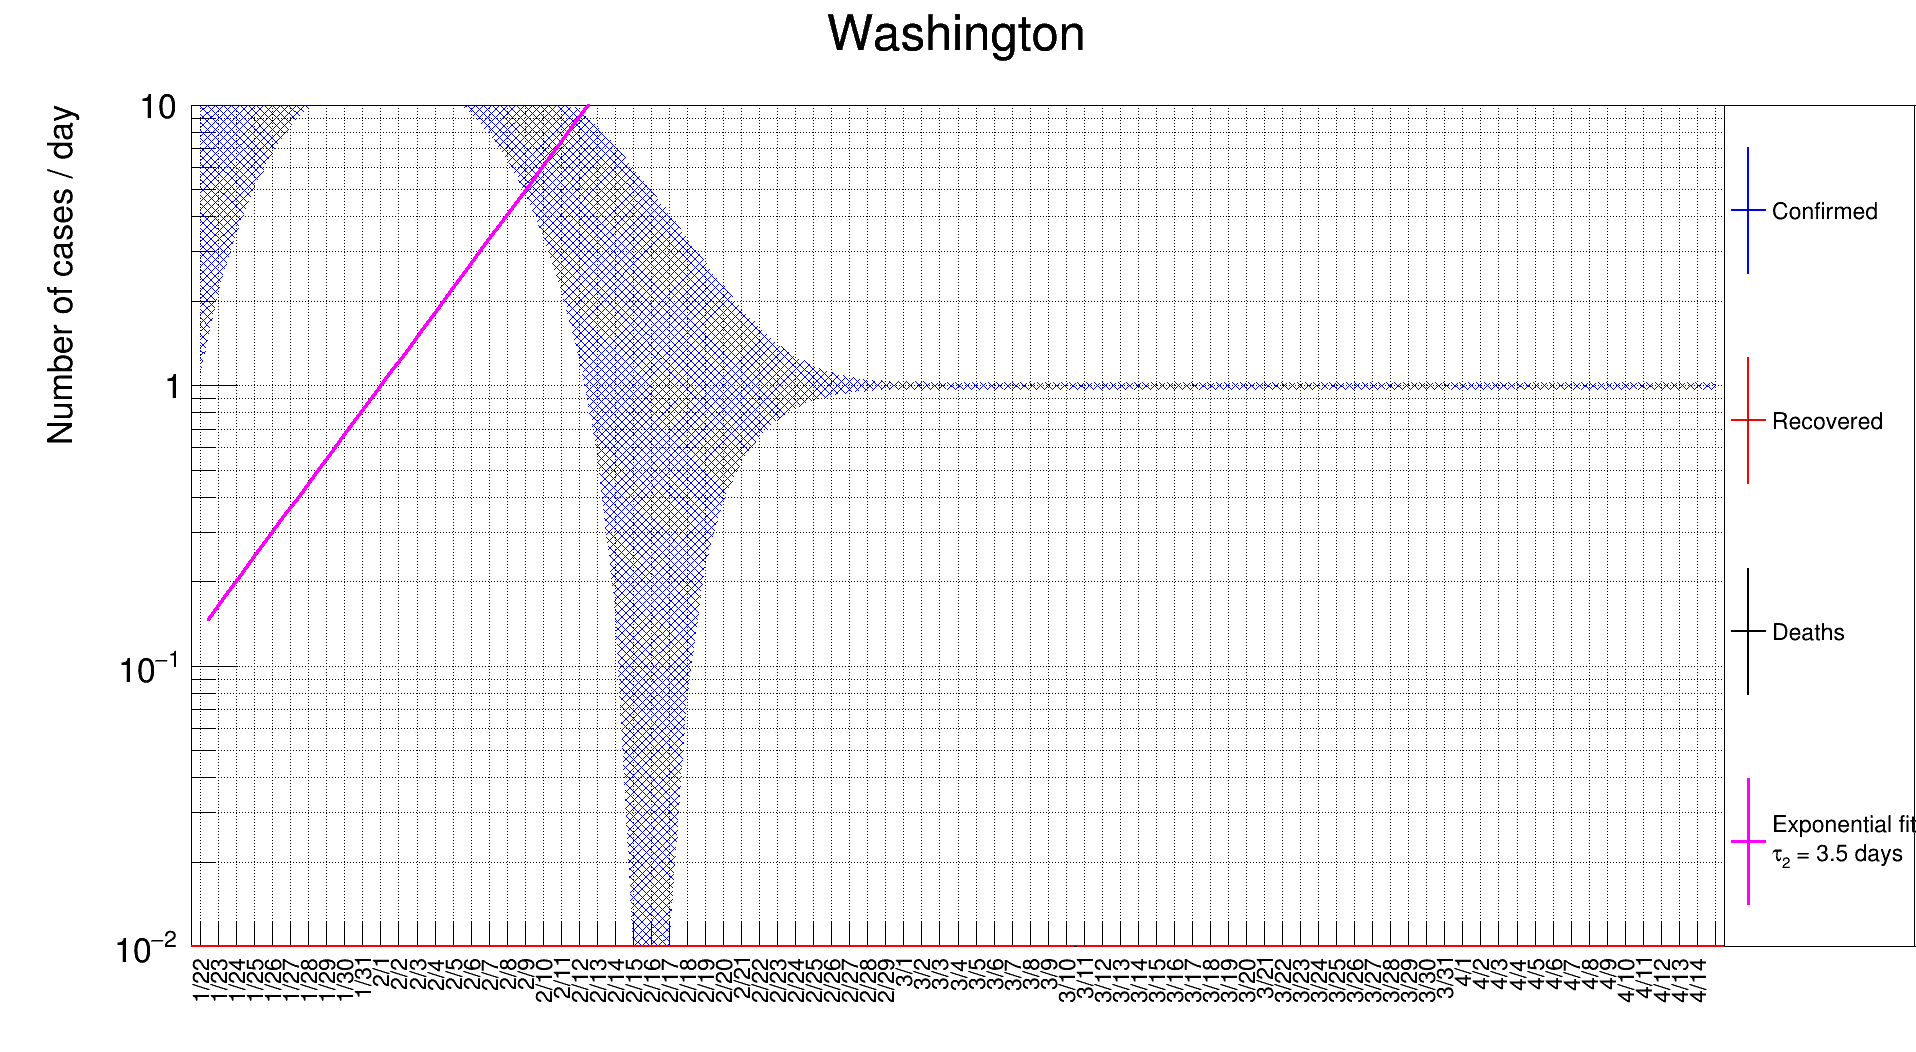 Washington
Number of cases / day
10
1
10⁻¹
10⁻²
1/22 1/23 1/24 1/25 1/26 1/27 1/28 1/29 1/30 1/31 2/1 2/2 2/3 2/4 2/5 2/6 2/7 2/8 2/9 2/10 2/11 2/12 2/13 2/14 2/15 2/16 2/17 2/18 2/19 2/20 2/21 2/22 2/23 2/24 2/25 2/26 2/27 2/28 2/29 3/1 3/2 3/3 3/4 3/5 3/6 3/7 3/8 3/9 3/10 3/11 3/12 3/13 3/14 3/15 3/16 3/17 3/18 3/19 3/20 3/21 3/22 3/23 3/24 3/25 3/26 3/27 3/28 3/29 3/30 3/31 4/1 4/2 4/3 4/4 4/5 4/6 4/7 4/8 4/9 4/10 4/11 4/12 4/13 4/14
Confirmed
Recovered
Deaths
Exponential fit
τ₂ = 3.5 days